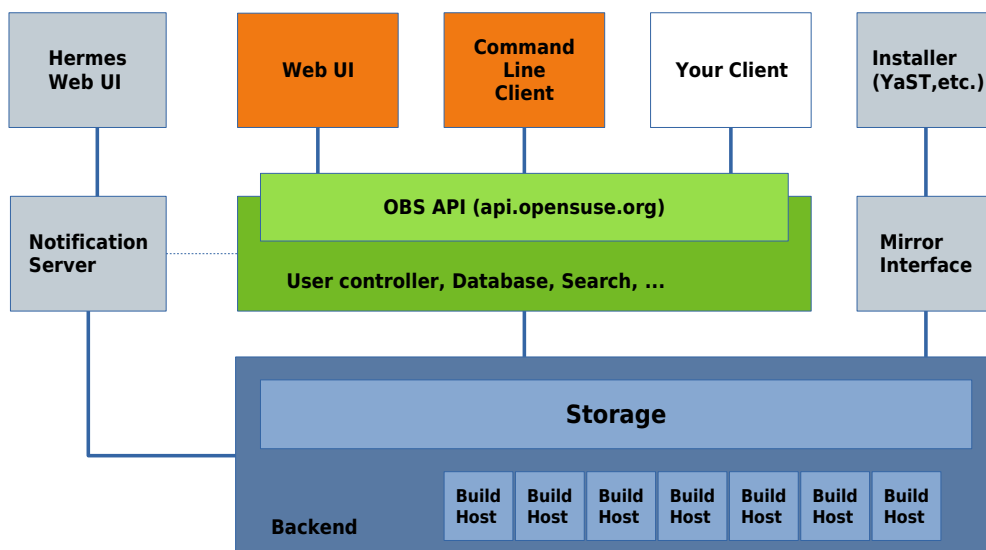 Hermes
Web UI
Web UI
Command
Line
Client
Your Client
Installer
(YaST,etc.)
OBS API (api.opensuse.org)
Notification
Server
User controller, Database, Search, ...
Mirror
Interface
Storage
Build
Host
Build
Host
Build
Host
Build
Host
Build
Host
Build
Host
Build
Host
Backend